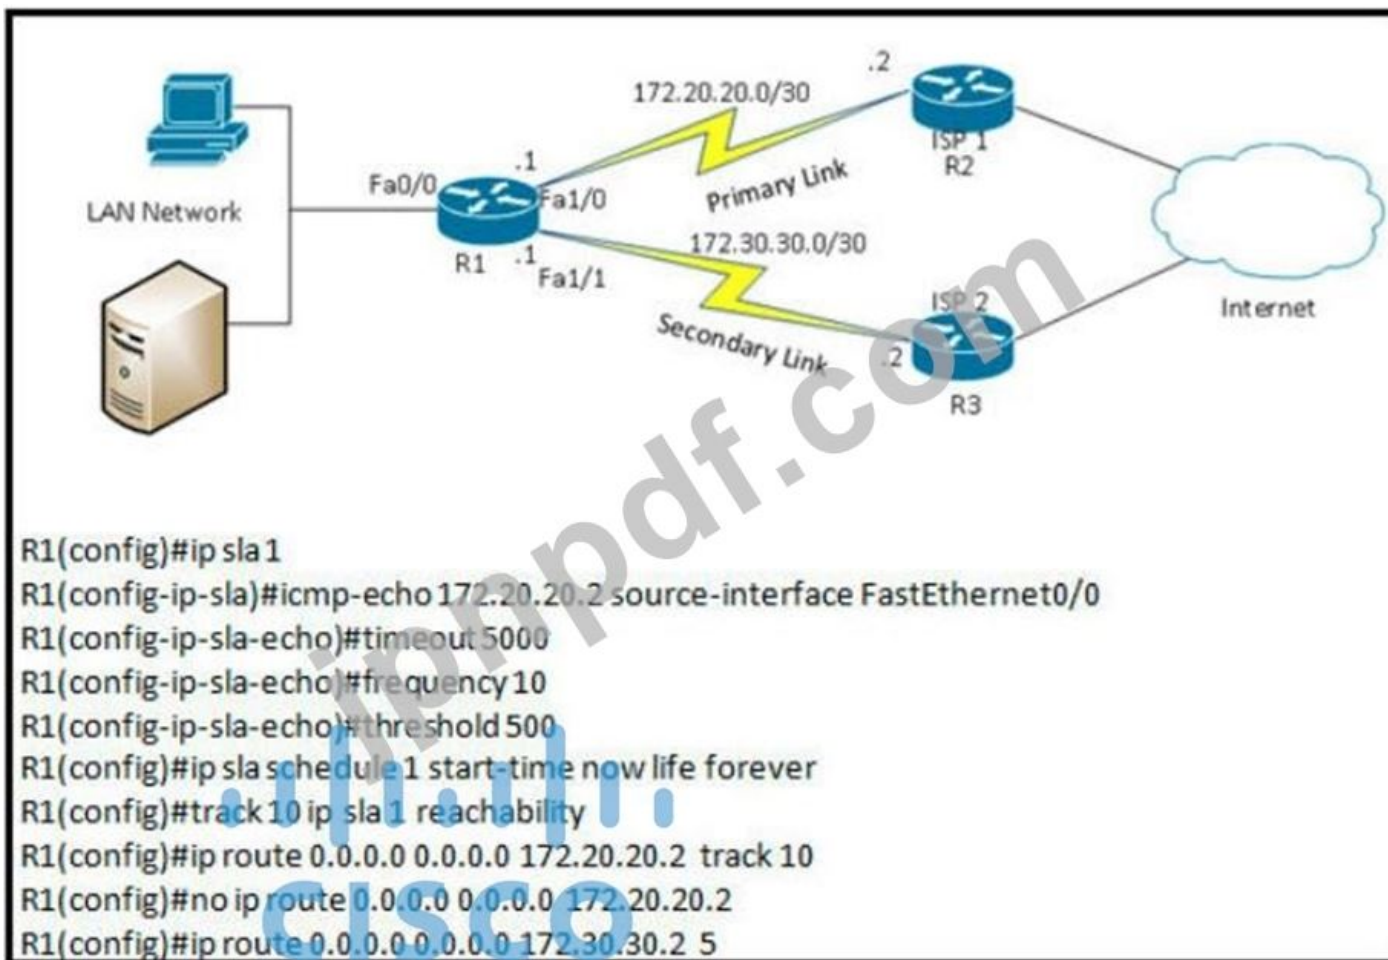 .2
172.20.20.0/30
ISP 1
R2
Primary Link
.1
Fa0/0
Fa1/0
LAN Network
172.30.30.0/30
R1
.1
Fa1/1
ISP 2
Internet
Secondary Link
.2
R3
jpnpdf.com
R1(config)#ip sla 1
R1(config-ip-sla)#icmp-echo 172.20.20.2 source-interface FastEthernet0/0
R1(config-ip-sla-echo)#timeout 5000
R1(config-ip-sla-echo)#frequency 10
R1(config-ip-sla-echo)#threshold 500
R1(config)#ip sla schedule 1 start-time now life forever
R1(config)#track 10 ip sla 1 reachability
R1(config)#ip route 0.0.0.0 0.0.0.0 172.20.20.2 track 10
R1(config)#no ip route 0.0.0.0 0.0.0.0 172.20.20.2
R1(config)#ip route 0.0.0.0 0.0.0.0 172.30.30.2 5
CISCO